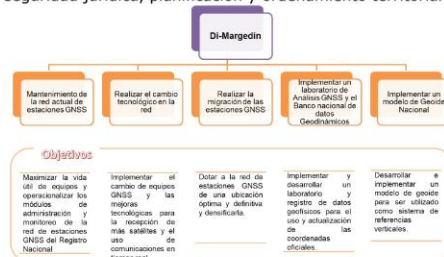 seguridad jurídica, planificación y ordenamiento territorial
Di-Margedin
Mantenimiento de
la red actual de
estaciones GNSS
Realizar el cambio
tecnológico en la
red
Realizar la
migración de las
estaciones GNSS
Implementar un
laboratorio de
Análisis GNSS y el
Banco nacional de
datos
Geodinámicos
Implementar un
modelo de Geoide
Nacional
Objetivos
Maximizar la vida
útil de equipos y
operacionalizar los
módulos de
administración y
monitoreo de la
red de estaciones
GNSS del Registro
Nacional
Implementar el
cambio de equipos
GNSS y las
mejoras
tecnológicas para
la recepción de
más satélites y el
uso de
comunicaciones en
tiempo real
Dotar a la red de
estaciones GNSS
de una ubicación
óptima y definitiva
y densificarla.
Implementar y
desarrollar un
laboratorio y
registro de datos
geofísicos para el
uso y actualización
de las
coordenadas
oficiales.
Desarrollar e
implementar un
modelo de geoide
para ser utilizado
como sistema de
referencias
verticales.